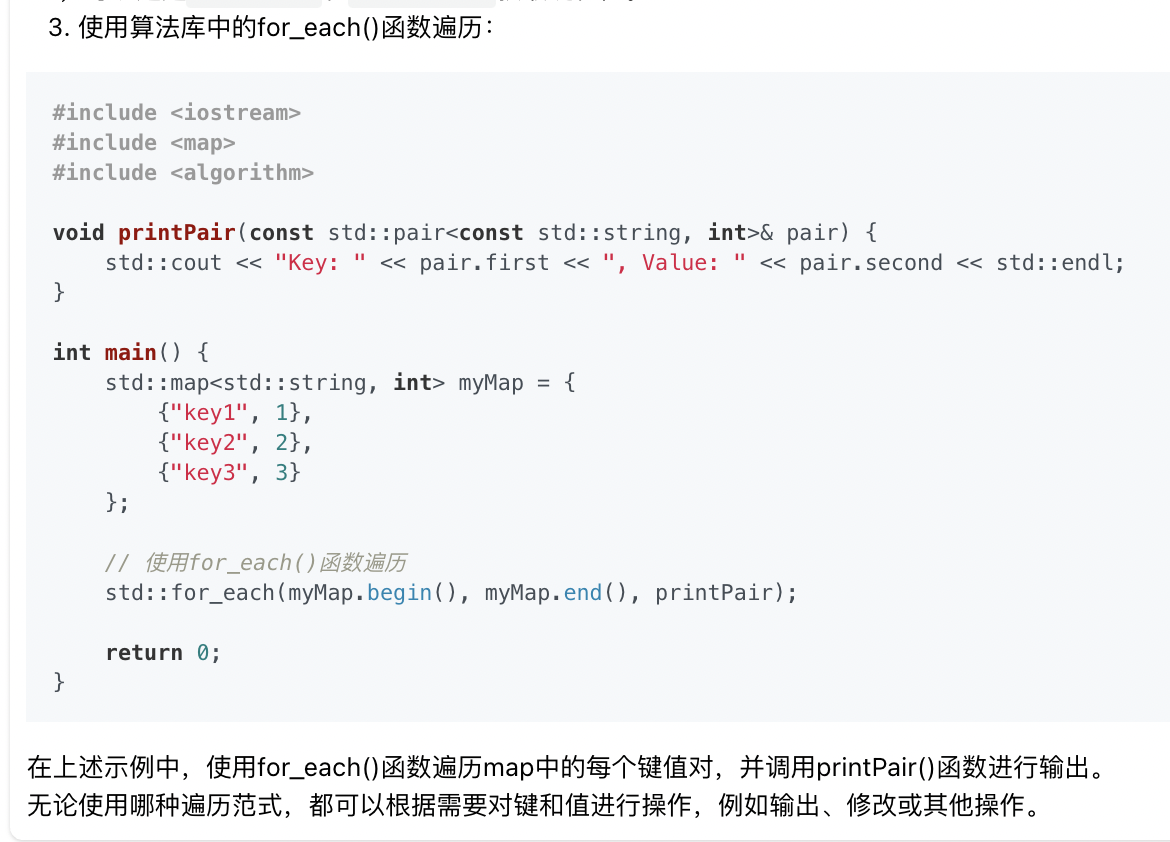 3. 使用算法库中的for_each()函数遍历：
#include <iostream>
#include <map>
#include <algorithm>
void printPair(const std::pair<const std::string, int>& pair) {
    std::cout << "Key: " << pair.first << ", Value: " << pair.second << std::endl;
}
int main() {
    std::map<std::string, int> myMap = {
        {"key1", 1},
        {"key2", 2},
        {"key3", 3}
    };
    // 使用for_each()函数遍历
    std::for_each(myMap.begin(), myMap.end(), printPair);
    return 0;
}
在上述示例中，使用for_each()函数遍历map中的每个键值对，并调用printPair()函数进行输出。
无论使用哪种遍历范式，都可以根据需要对键和值进行操作，例如输出、修改或其他操作。